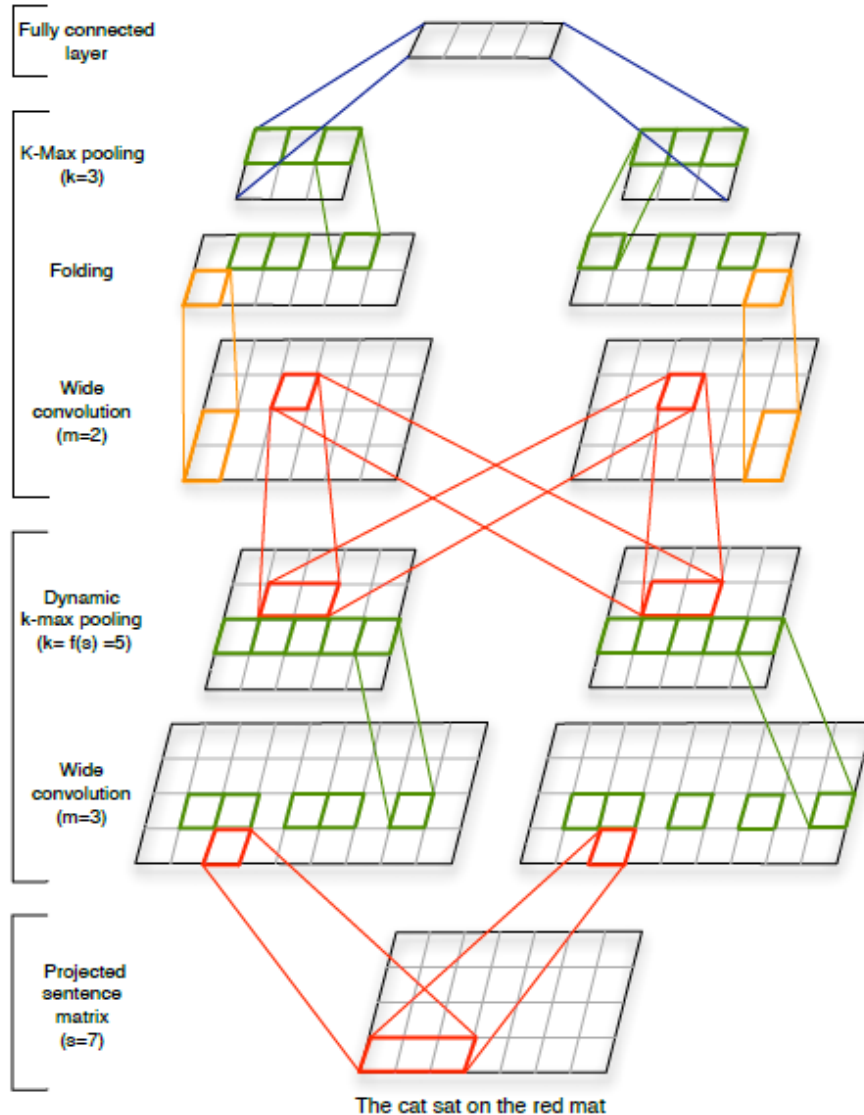 Fully connected
layer
K-Max pooling
(k=3)
Folding
Wide
convolution
(m=2)
Dynamic
k-max pooling
(k= f(s) =5)
Wide
convolution
(m=3)
Projected
sentence
matrix
(s=7)
The cat sat on the red mat